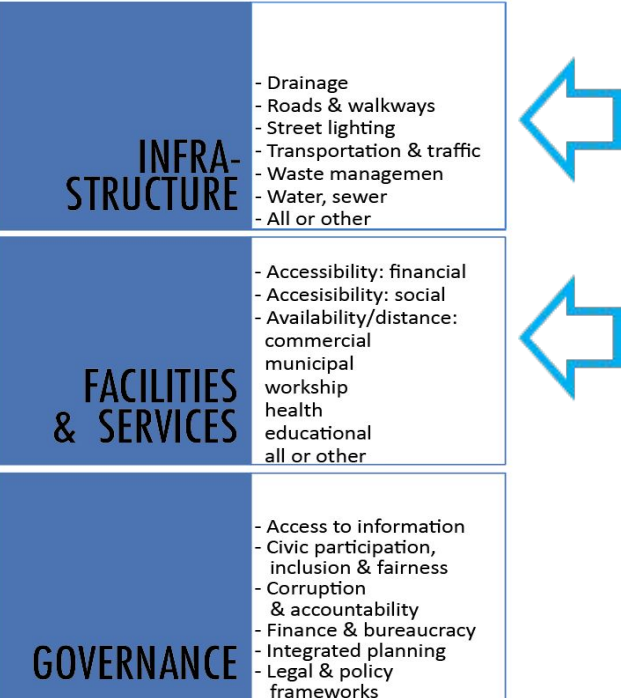 INFRA-
STRUCTURE
- Drainage
- Roads & walkways
- Street lighting
- Transportation & traffic
- Waste managemen
- Water, sewer
- All or other
FACILITIES
& SERVICES
- Accessibility: financial
- Accesisibility: social
- Availability/distance:
commercial
municipal
workship
health
educational
all or other
GOVERNANCE
- Access to information
- Civic participation,
inclusion & fairness
- Corruption
& accountability
- Finance & bureaucracy
- Integrated planning
- Legal & policy
frameworks